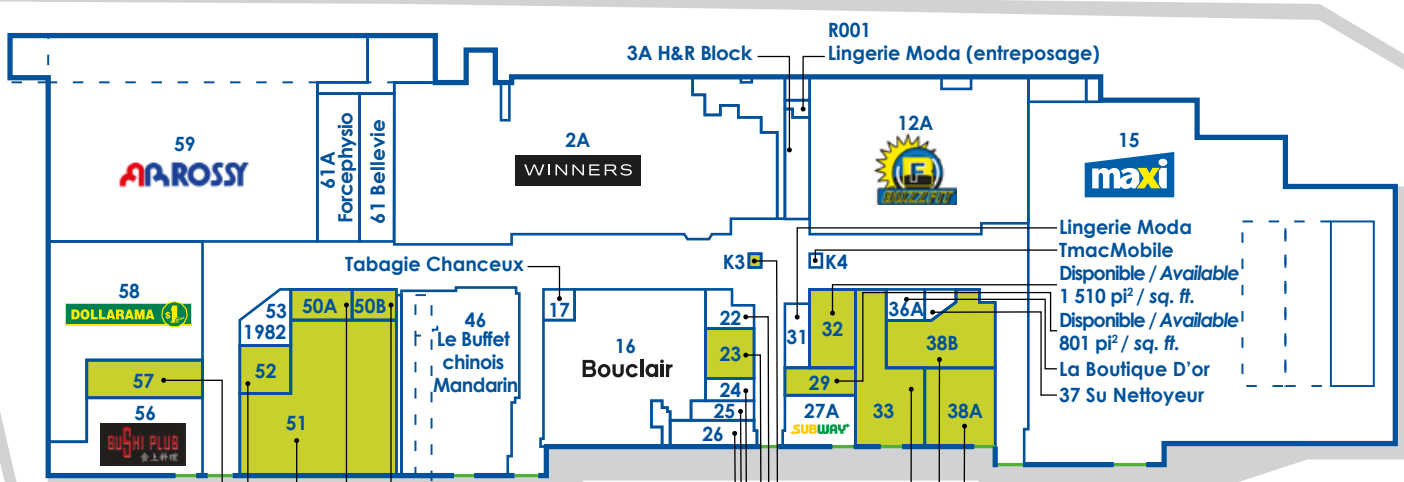 R001
3A H&R Block
Lingerie Moda (entreposage)
59
ROSSY
61A
Forcephysio
61 Bellevie
2A
WINNERS
12A
BUZZFIT
15
maxi
Lingerie Moda
TmacMobile
Disponible / Available
1 510 pi² / sq. ft.
Disponible / Available
801 pi² / sq. ft.
La Boutique D'or
37 Su Nettoyeur
K3
K4
Tabagie Chanceux
17
58
DOLLARAMA $1
57
56
SUSHI PLUS
53
1982
50A
50B
52
51
46
Le Buffet
chinois
Mandarin
16
Bouclair
22
23
24
25
26
31
32
29
27A
SUBWAY
36A
38B
33
38A